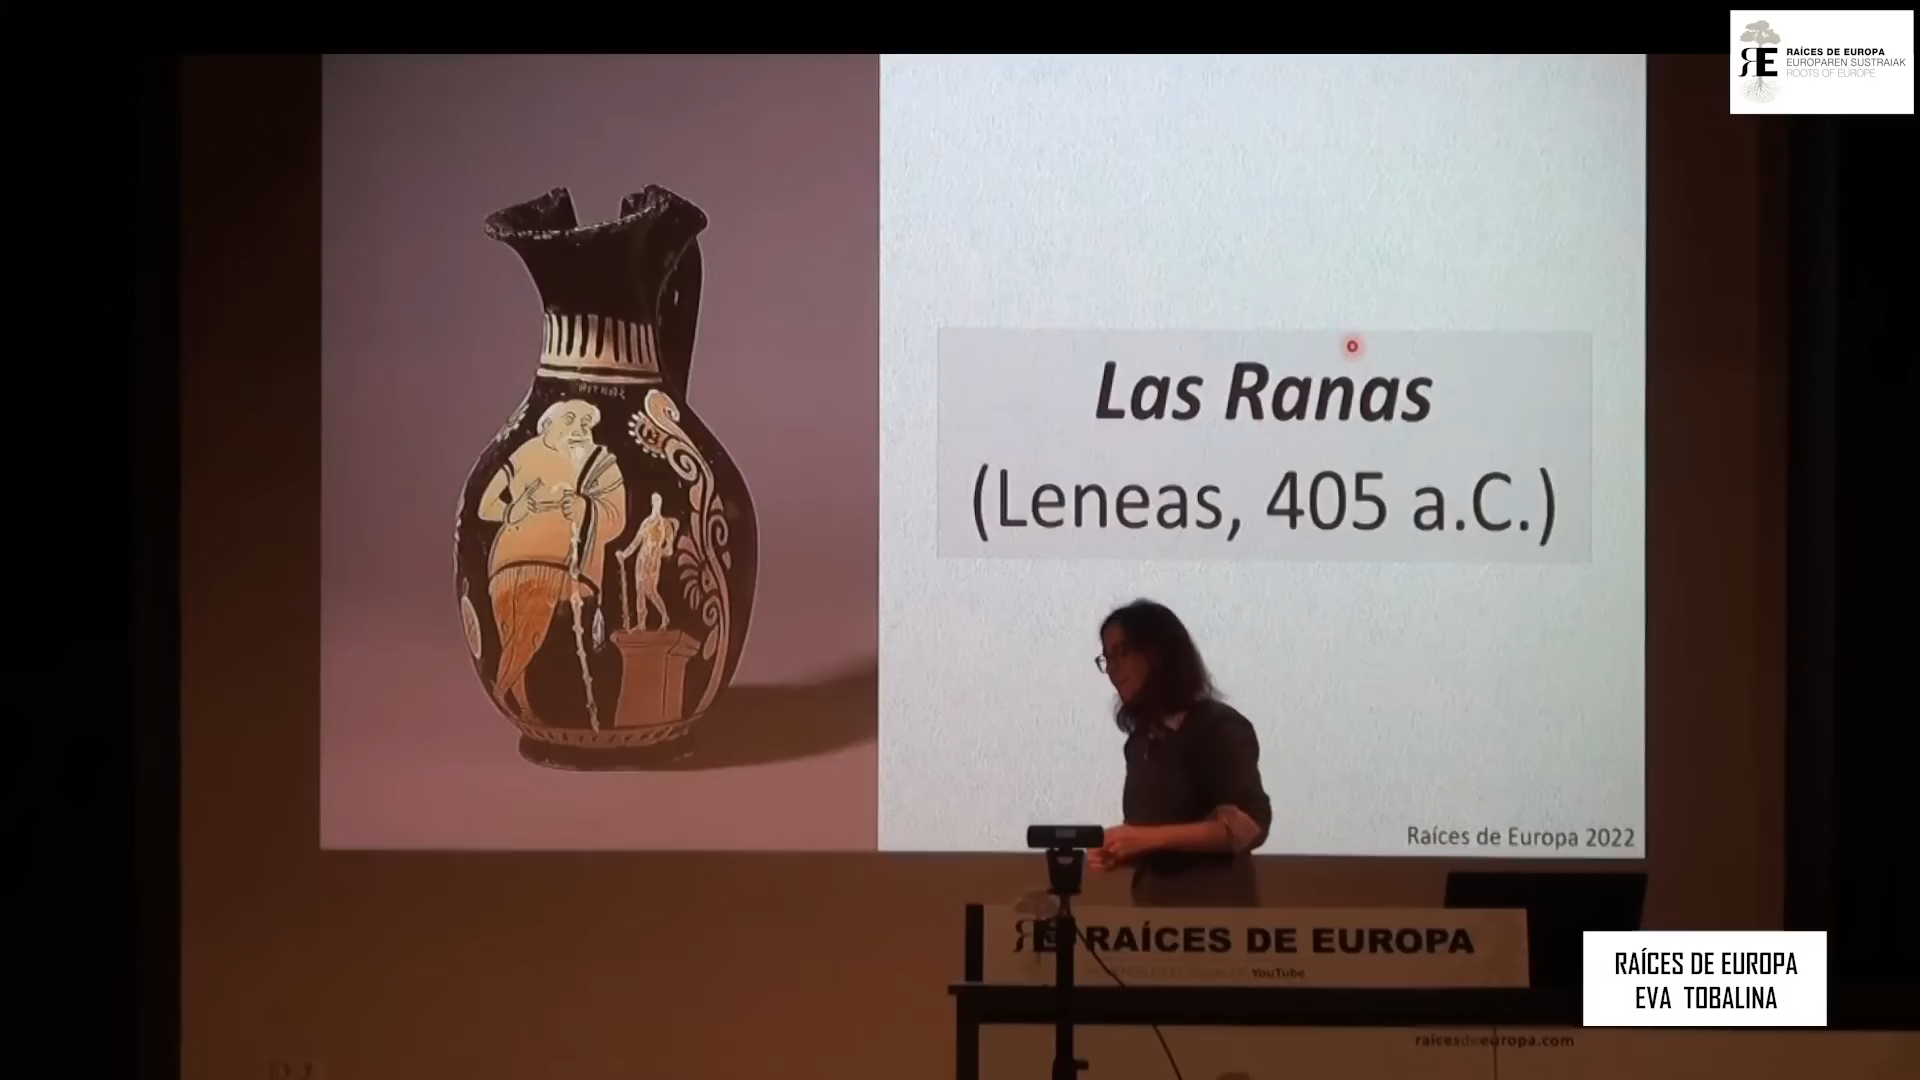 RAÍCES DE EUROPA
EUROPAREN SUSTRAIAK
ROOTS OF EUROPE
RE
Las Ranas
(Leneas, 405 a.C.)
Raíces de Europa 2022
RAÍCES DE EUROPA
YouTube
RAÍCES DE EUROPA
EVA TOBALINA
raicesdeeuropa.com